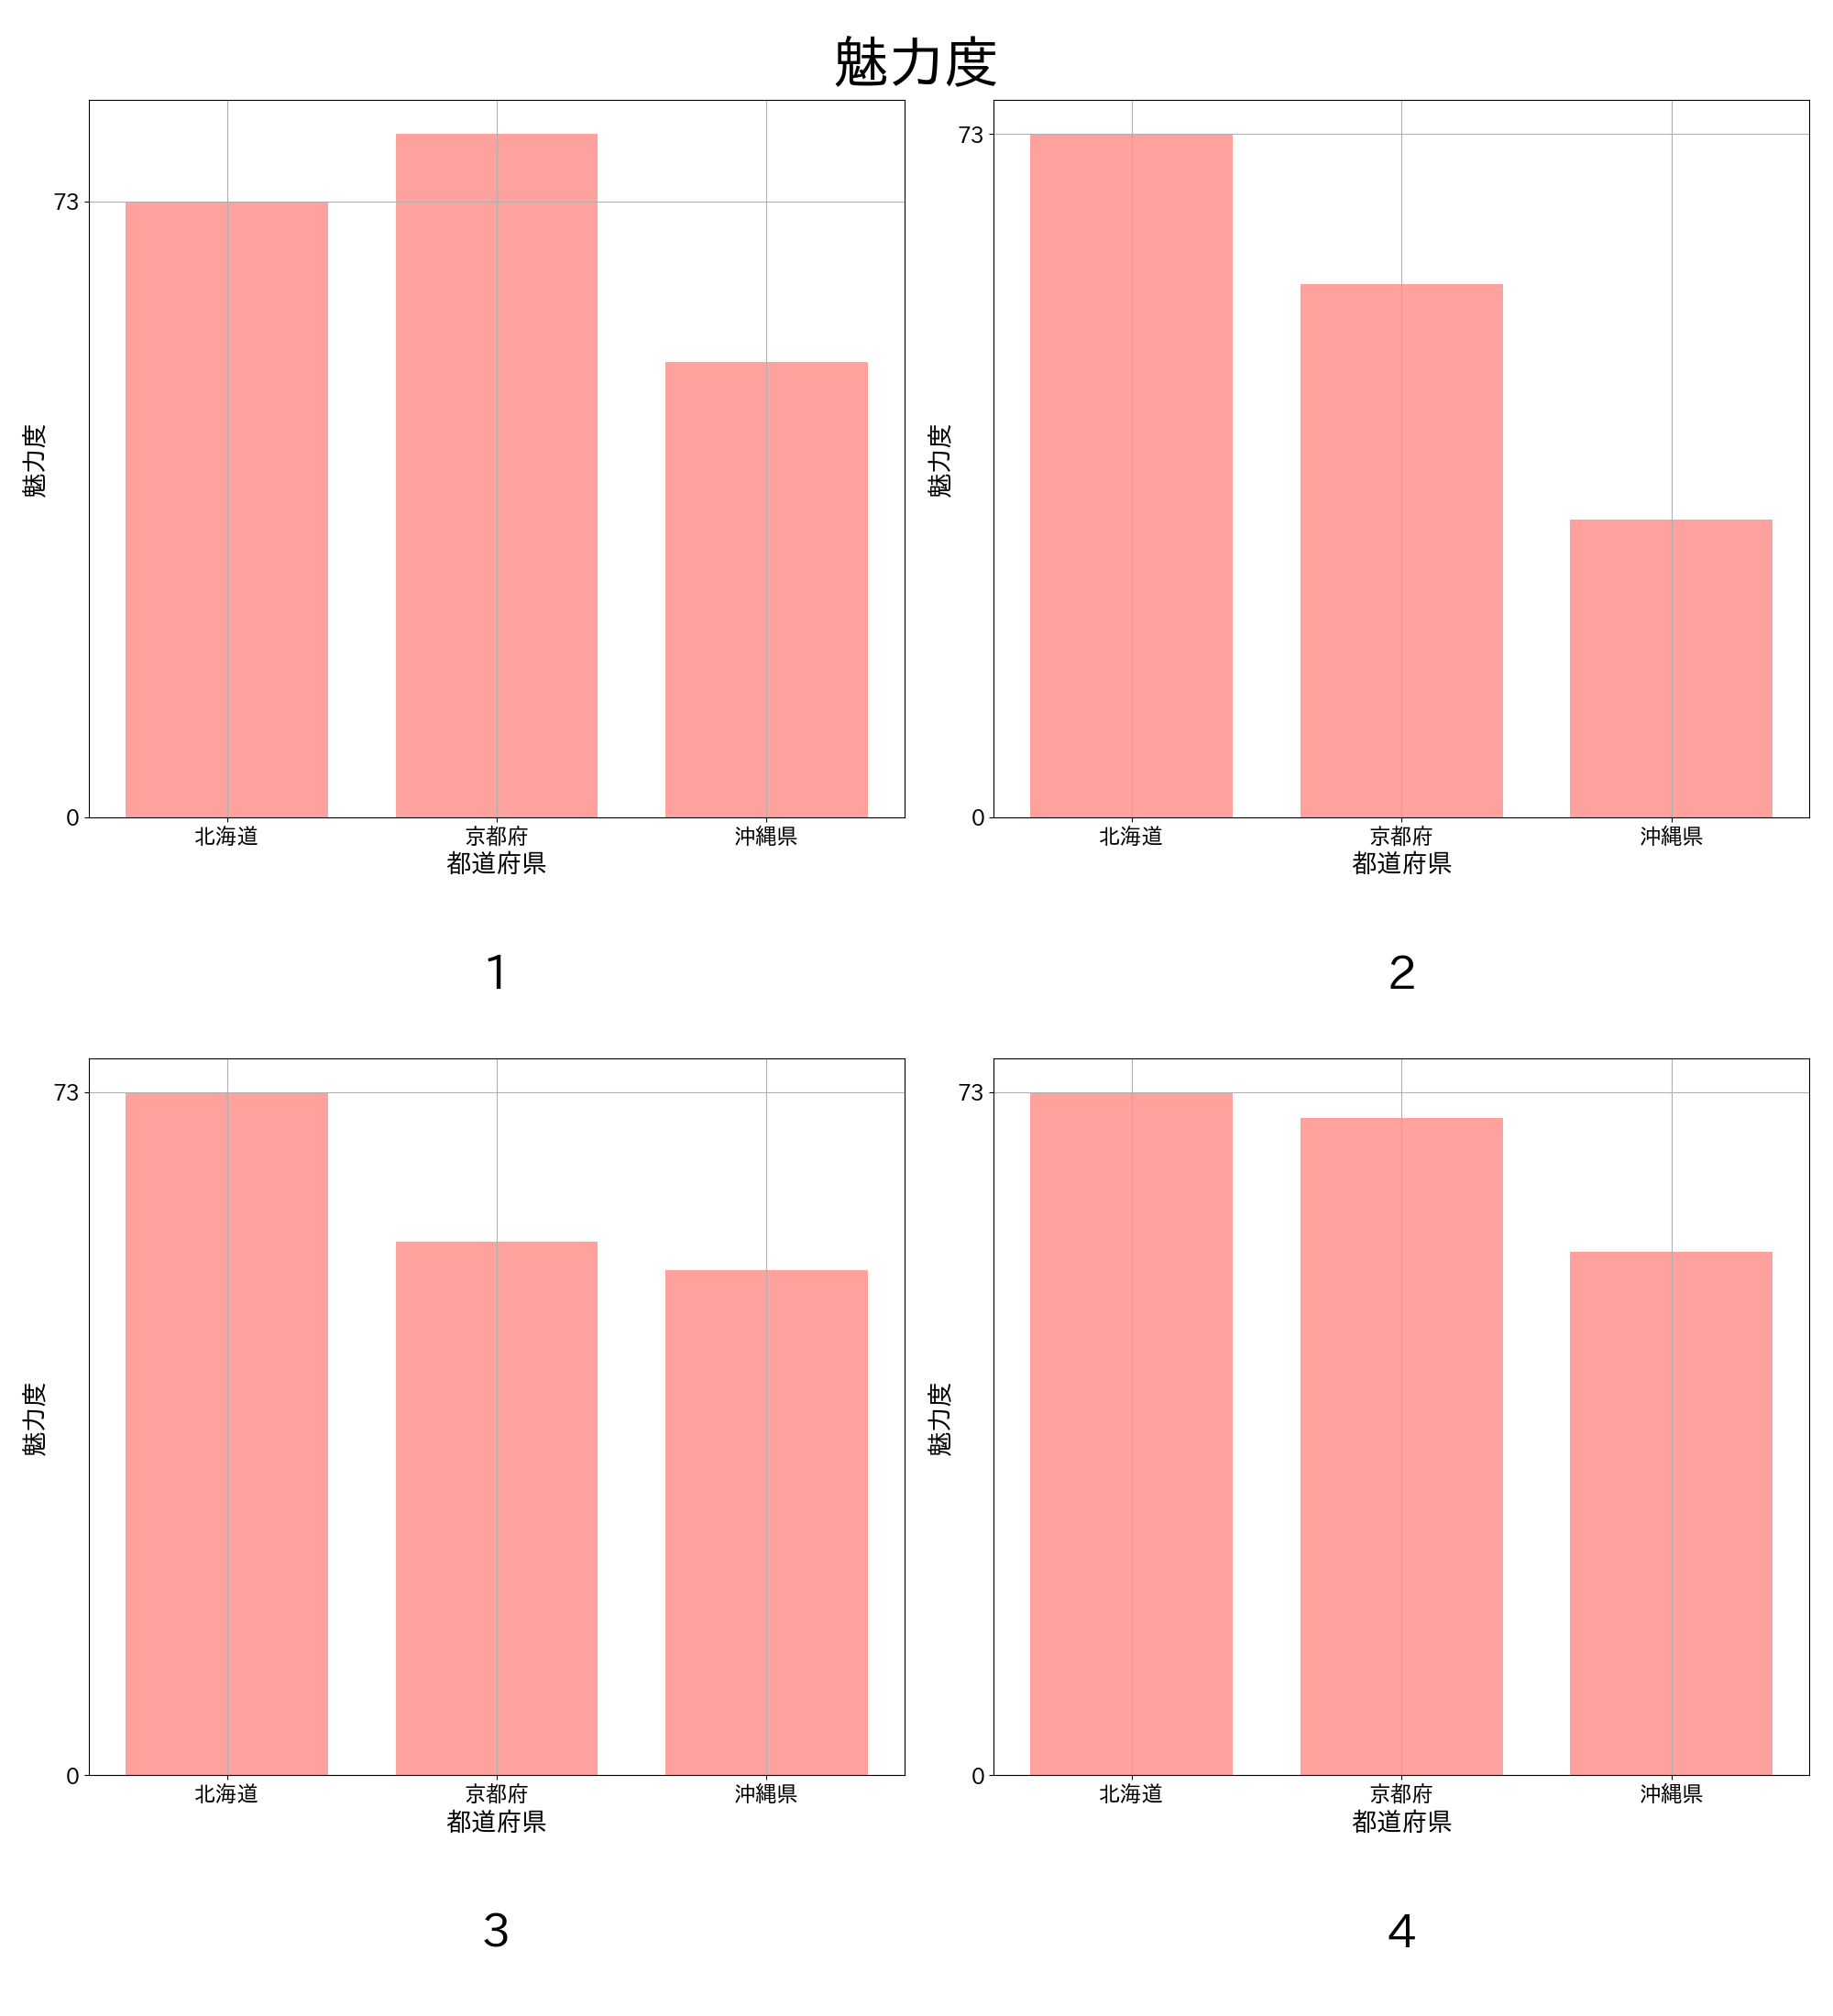 魅力度
73
0
魅力度
北海道 京都府 沖縄県
都道府県
1
73
0
魅力度
北海道 京都府 沖縄県
都道府県
2
73
0
魅力度
北海道 京都府 沖縄県
都道府県
3
73
0
魅力度
北海道 京都府 沖縄県
都道府県
4